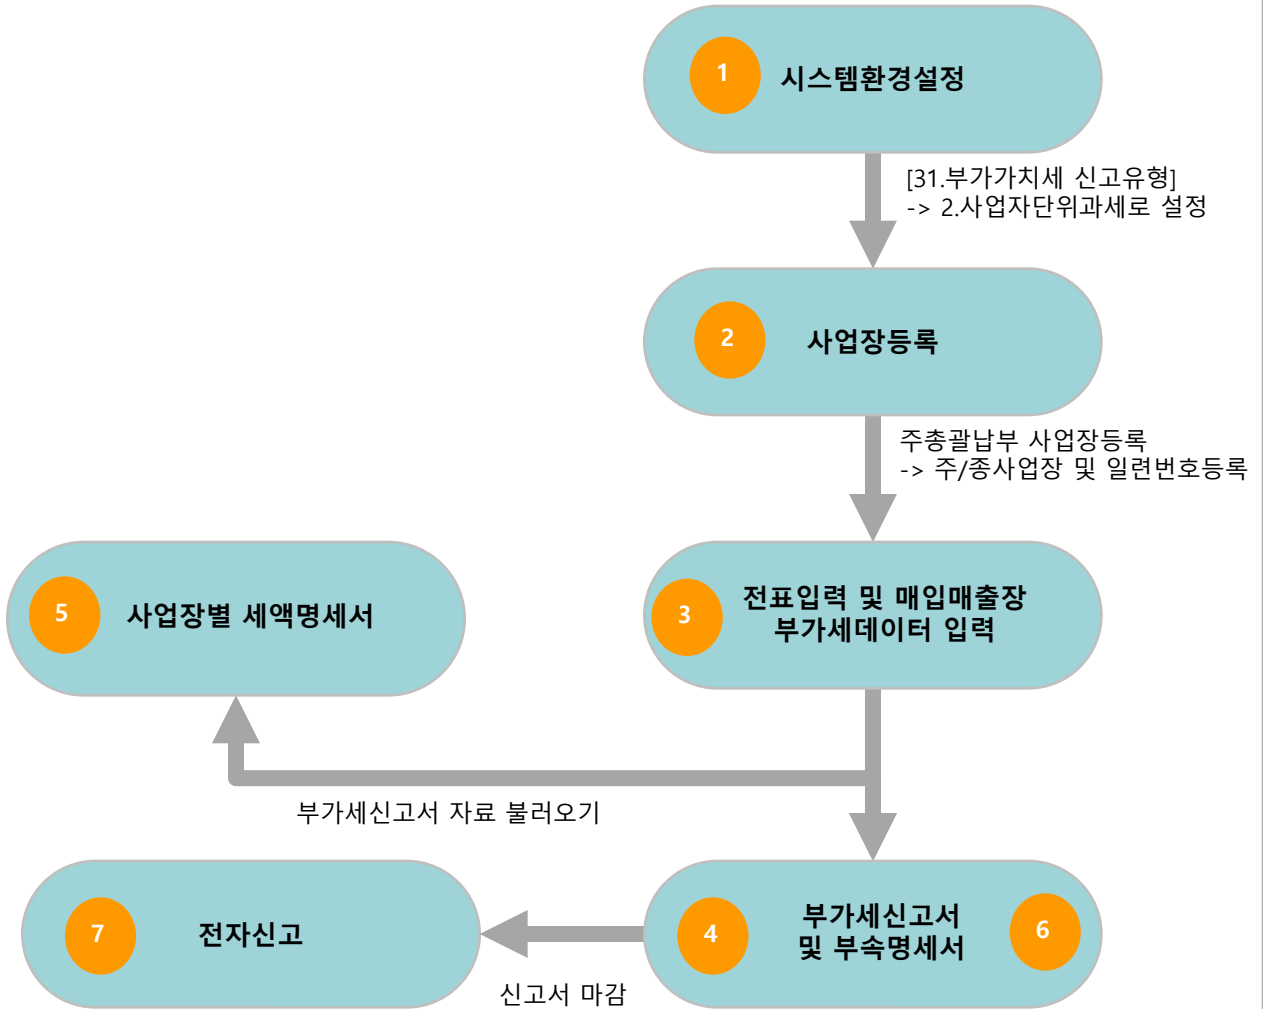 1
시스템환경설정
[31.부가가치세 신고유형]
-> 2.사업자단위과세로 설정
2
사업장등록
주총괄납부 사업장등록
-> 주/종사업장 및 일련번호등록
5
사업장별 세액명세서
3
전표입력 및 매입매출장
부가세데이터 입력
부가세신고서 자료 불러오기
7
전자신고
신고서 마감
4
부가세신고서
및 부속명세서
6